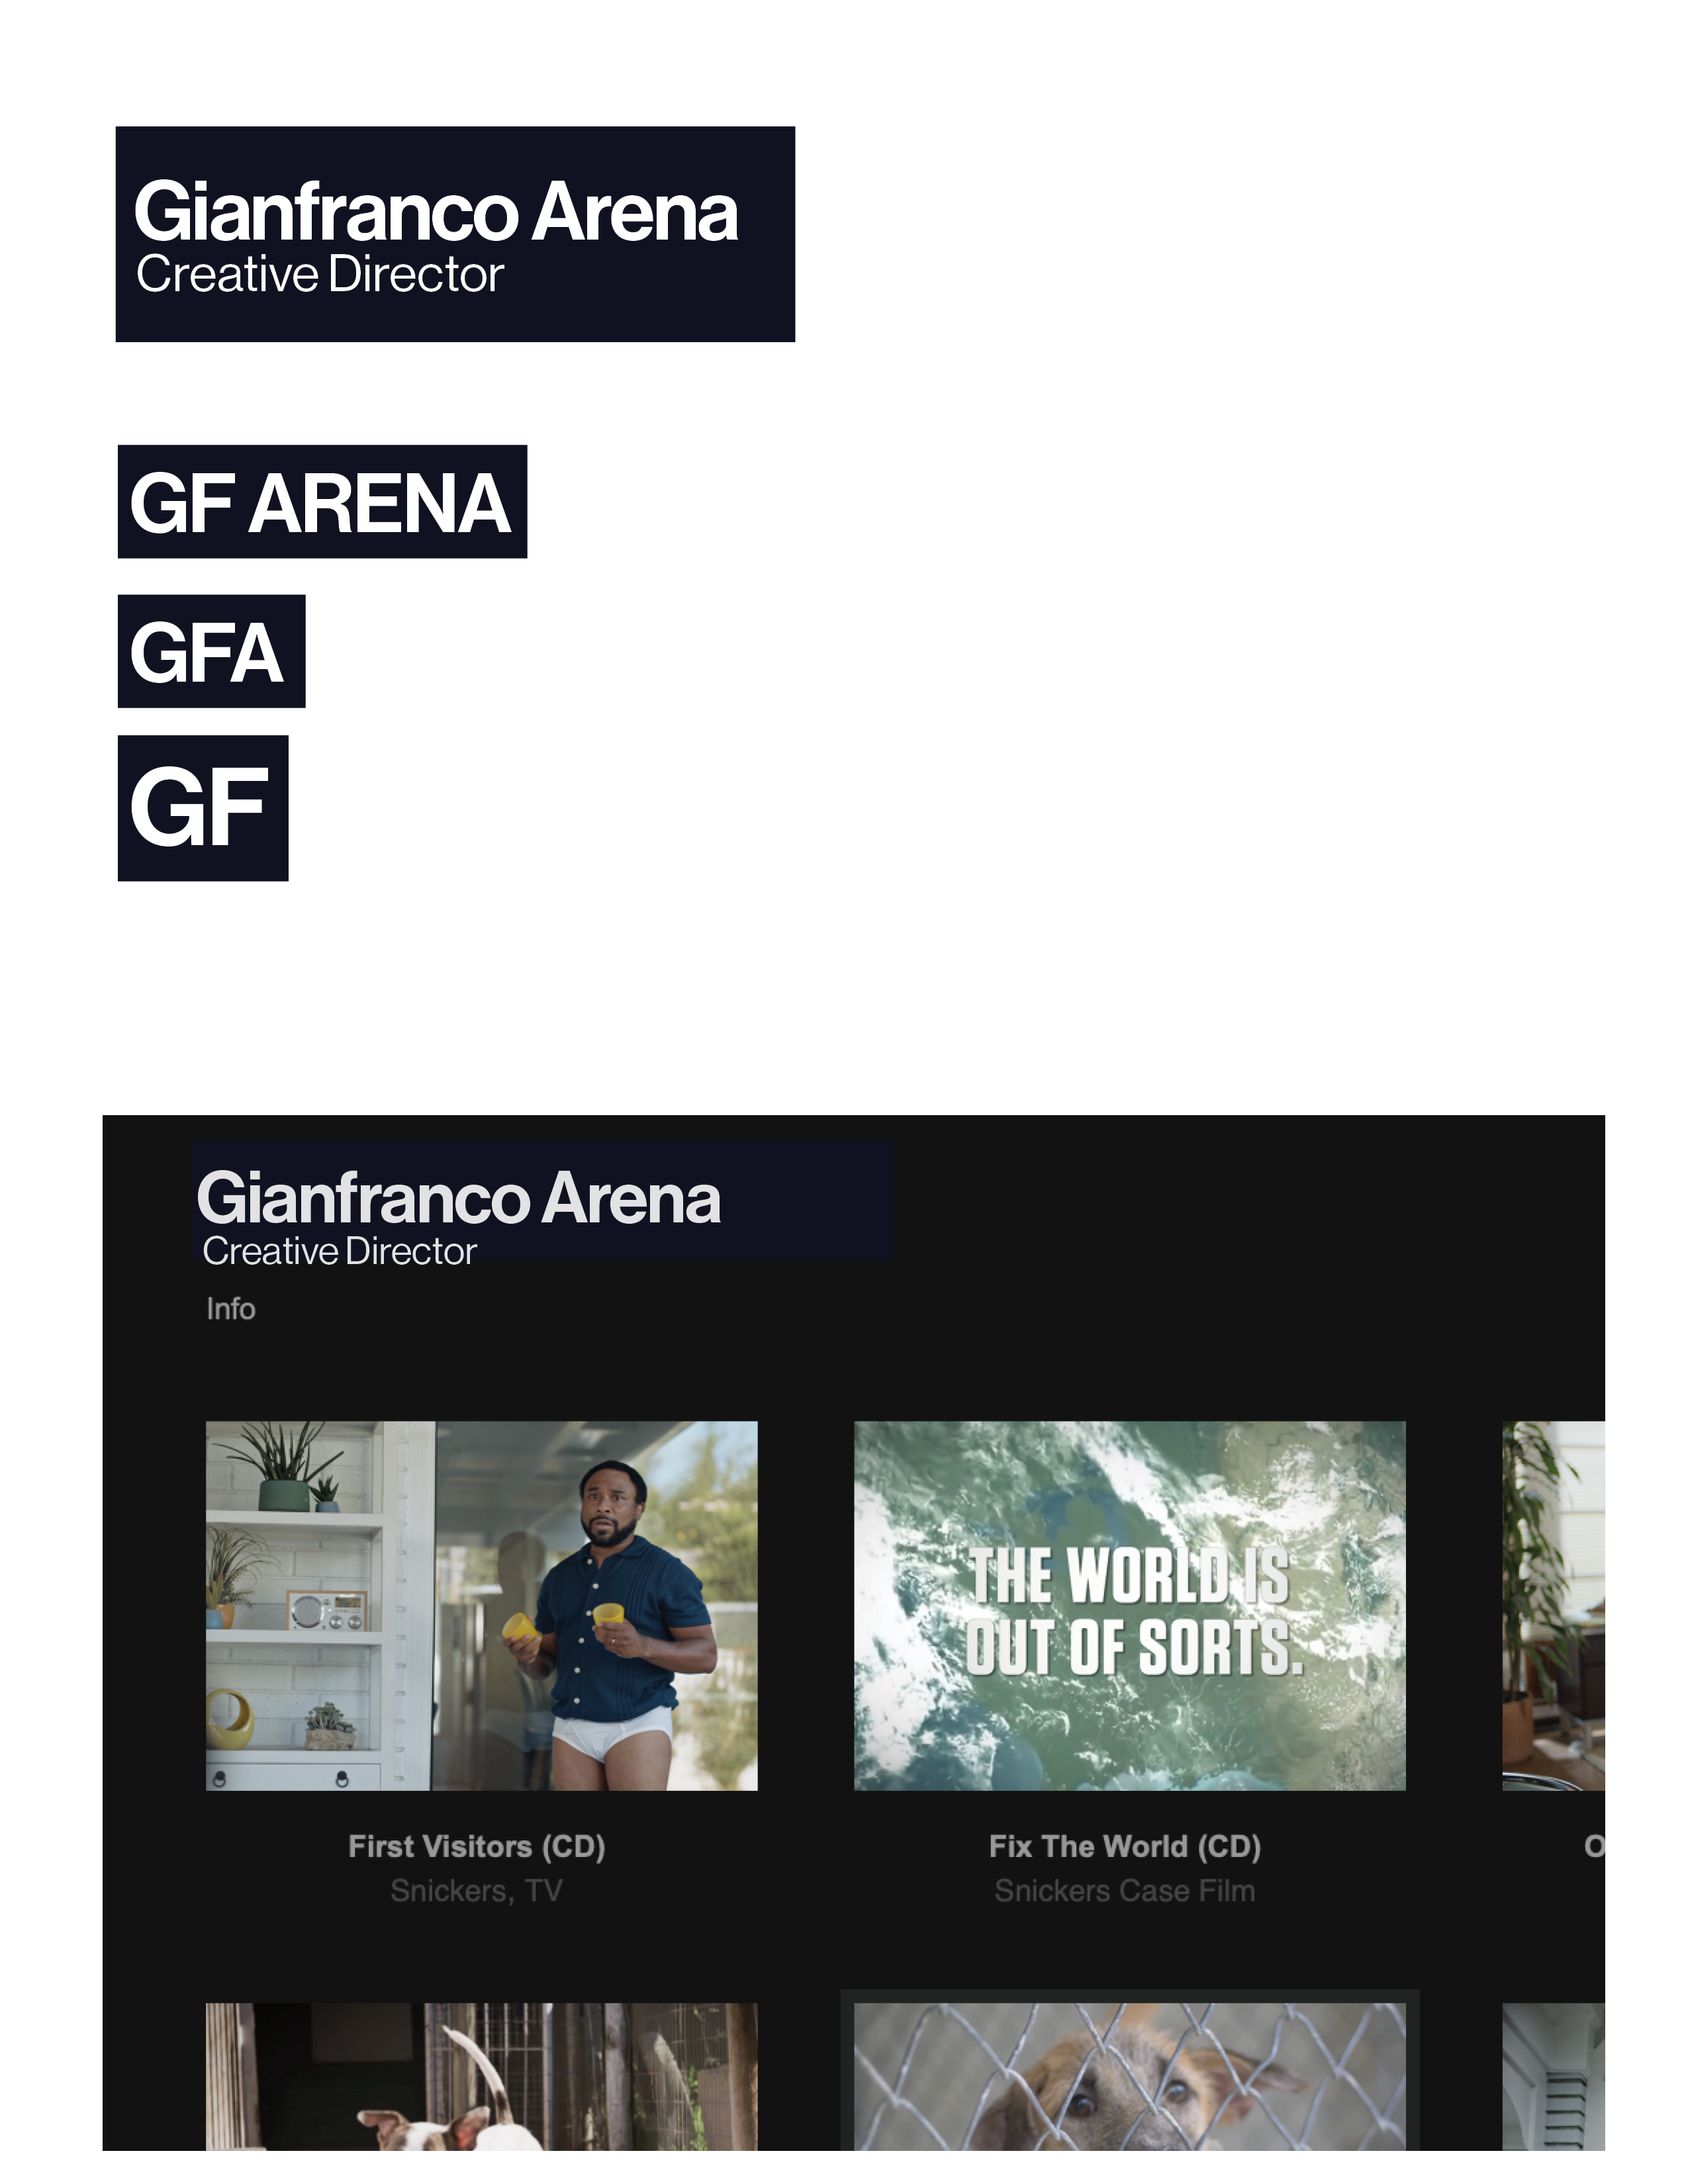 Gianfranco Arena
Creative Director
GF ARENA
GFA
GF
Gianfranco Arena
Creative Director
Info
THE WORLD IS
OUT OF SORTS.
First Visitors (CD)
Fix The World (CD)
O
Snickers, TV
Snickers Case Film